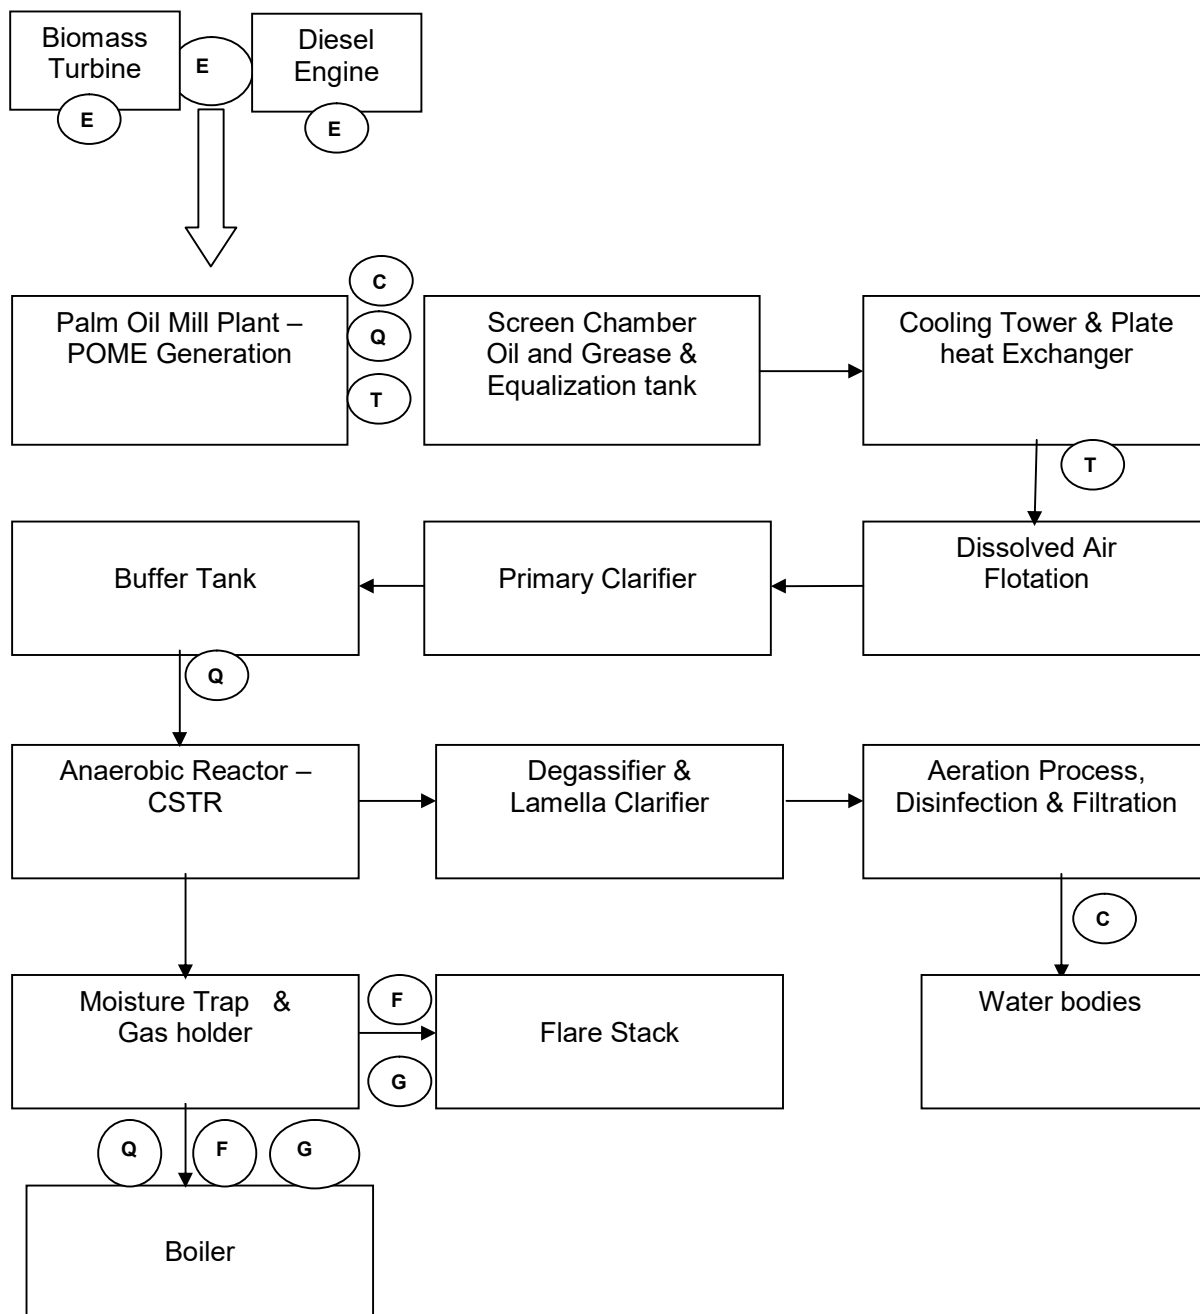 Biomass
Turbine
E
Diesel
Engine
E
E
C
Palm Oil Mill Plant –
POME Generation
Q
T
Screen Chamber
Oil and Grease &
Equalization tank
Cooling Tower & Plate
heat Exchanger
T
Buffer Tank
Primary Clarifier
Dissolved Air
Flotation
Q
Anaerobic Reactor –
CSTR
Degassifier &
Lamella Clarifier
Aeration Process,
Disinfection & Filtration
C
Moisture Trap &
Gas holder
F
G
Flare Stack
Water bodies
Q
F
G
Boiler